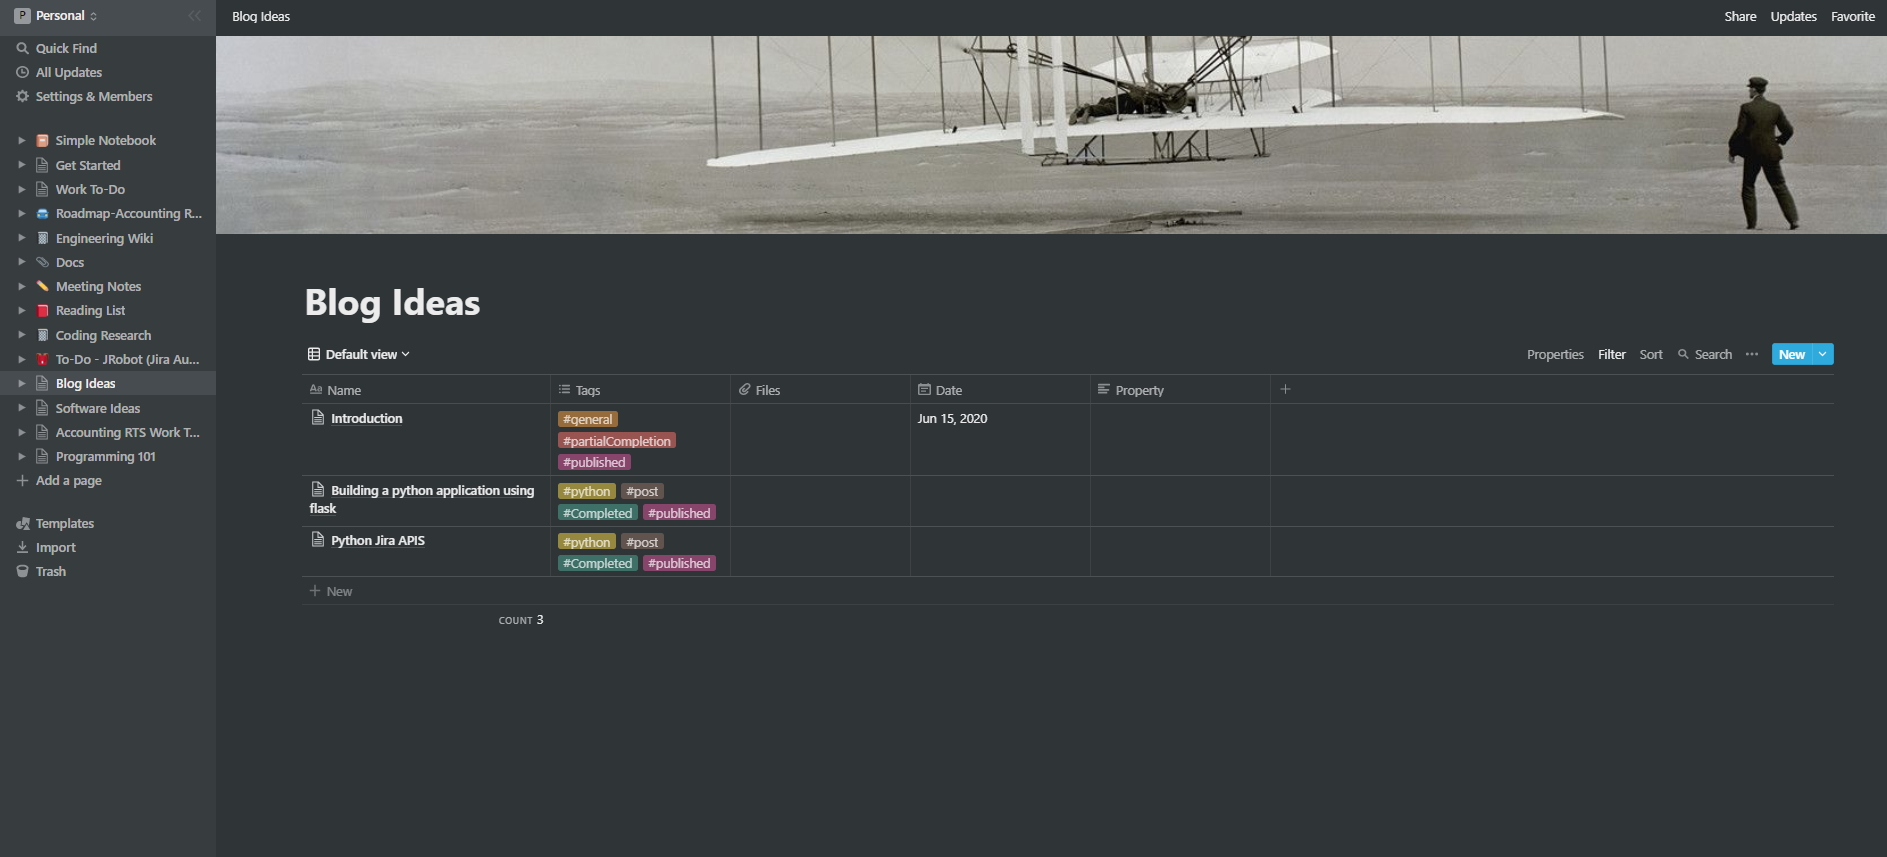 P Personal
Quick Find
All Updates
Settings & Members
Simple Notebook
Get Started
Work To-Do
Roadmap-Accounting R...
Engineering Wiki
Docs
Meeting Notes
Reading List
Coding Research
To-Do - JRobot (Jira Au...
Blog Ideas
Software Ideas
Accounting RTS Work T...
Programming 101
Add a page
Templates
Import
Trash
Blog Ideas
Share Updates Favorite
Blog Ideas
Default view
Properties Filter Sort Search ··· New
Aa Name Tags Files Date Property +
Introduction #general Jun 15, 2020
#partialCompletion
#published
Building a python application using #python #post
flask #Completed #published
Python Jira APIS #python #post
#Completed #published
+ New
COUNT 3